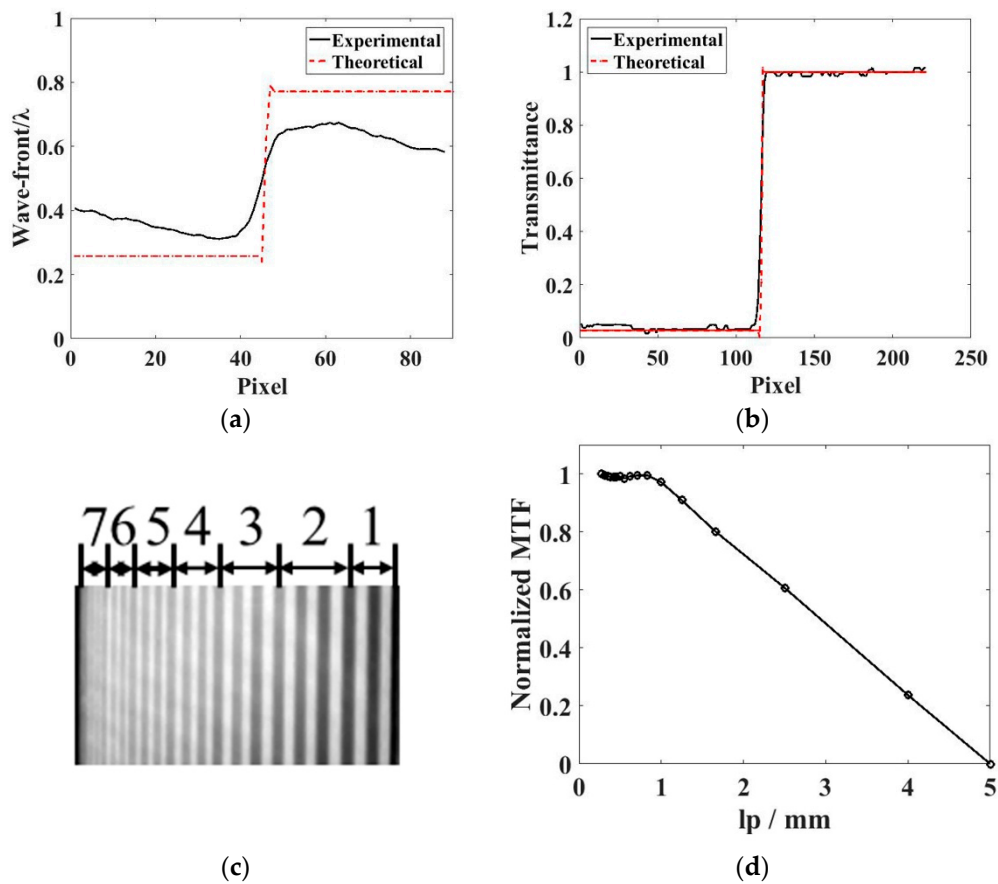 1
0.8
0.6
0.4
0.2
0
Wave-front/λ
Experimental
Theoretical
0 20 40 60 80
Pixel
(a)
1.2
1
0.8
0.6
0.4
0.2
0
Transmittance
Experimental
Theoretical
0 50 100 150 200 250
Pixel
(b)
7 6 5 4 3 2 1
(c)
1
0.8
0.6
0.4
0.2
0
Normalized MTF
0 1 2 3 4 5
lp / mm
(d)